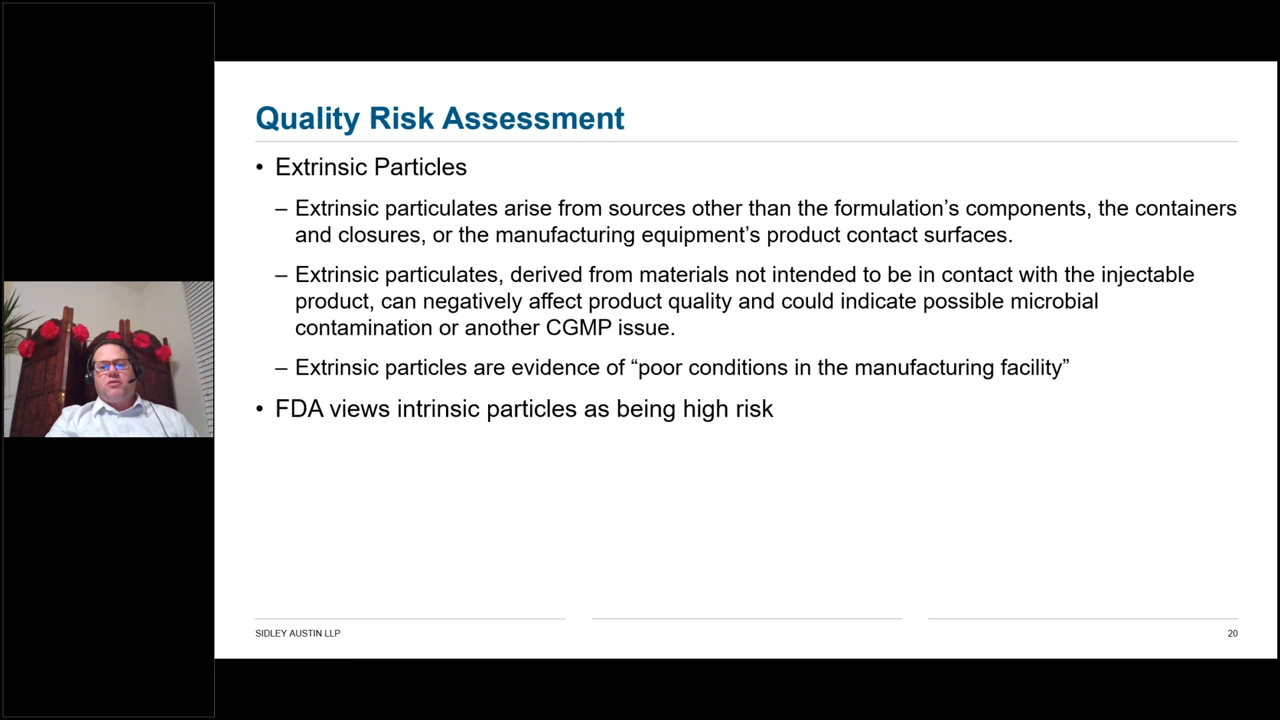 Quality Risk Assessment
• Extrinsic Particles
– Extrinsic particulates arise from sources other than the formulation’s components, the containers
and closures, or the manufacturing equipment’s product contact surfaces.
– Extrinsic particulates, derived from materials not intended to be in contact with the injectable
product, can negatively affect product quality and could indicate possible microbial
contamination or another CGMP issue.
– Extrinsic particles are evidence of “poor conditions in the manufacturing facility”
• FDA views intrinsic particles as being high risk
SIDLEY AUSTIN LLP
20